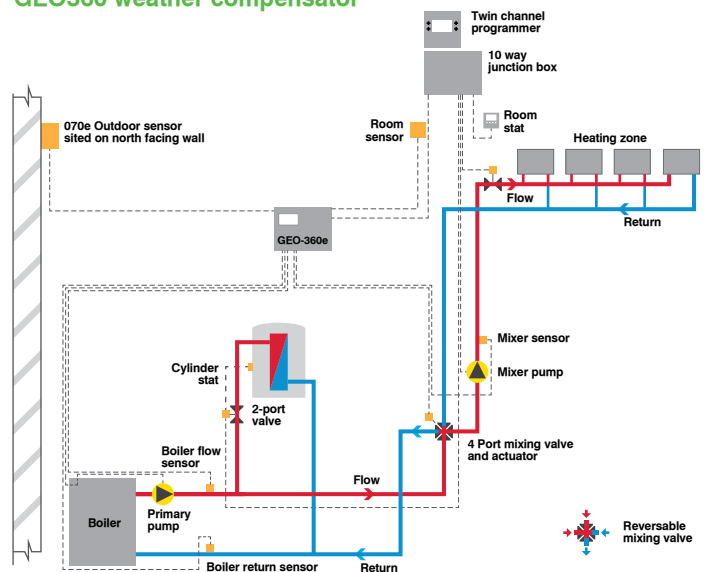 GEO360 weather compensator
Twin channel
programmer
10 way
junction box
070e Outdoor sensor
sited on north facing wall
Room
sensor
Room
stat
Heating zone
Flow
Return
GEO-360e
Mixer sensor
Mixer pump
Cylinder
stat
2-port
valve
4 Port mixing valve
and actuator
Boiler flow
sensor
Flow
Boiler
Primary
pump
Reversable
mixing valve
Boiler return sensor
Return